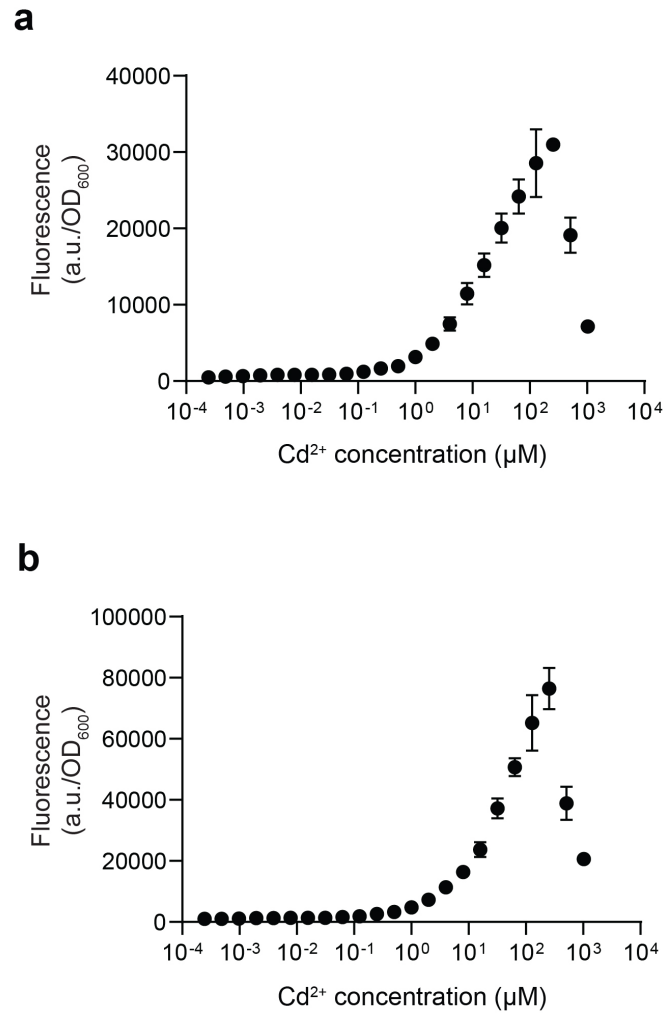 a
40000
30000
20000
10000
0
Fluorescence
(a.u./OD₆₀₀)
10⁻⁴ 10⁻³ 10⁻² 10⁻¹ 10⁰ 10¹ 10² 10³ 10⁴
Cd²⁺ concentration (µM)
b
100000
80000
60000
40000
20000
0
Fluorescence
(a.u./OD₆₀₀)
10⁻⁴ 10⁻³ 10⁻² 10⁻¹ 10⁰ 10¹ 10² 10³ 10⁴
Cd²⁺ concentration (µM)